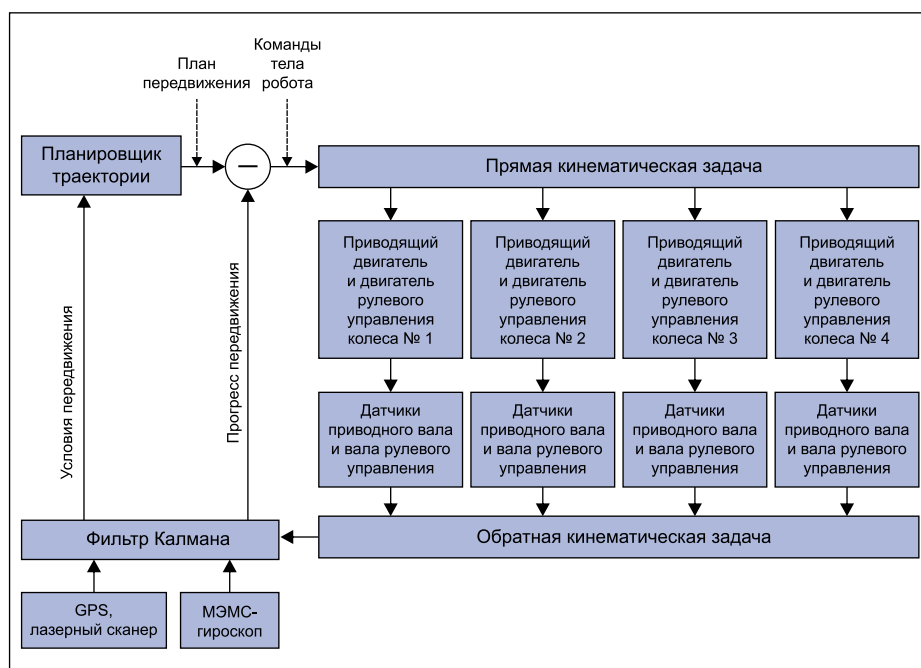 План
передвижения
Команды
тела
робота
Планировщик
траектории
—
Прямая кинематическая задача
Приводящий
двигатель
и двигатель
рулевого
управления
колеса № 1
Приводящий
двигатель
и двигатель
рулевого
управления
колеса № 2
Приводящий
двигатель
и двигатель
рулевого
управления
колеса № 3
Приводящий
двигатель
и двигатель
рулевого
управления
колеса № 4
Условия передвижения
Прогресс передвижения
Датчики
приводного вала
и вала рулевого
управления
Датчики
приводного вала
и вала рулевого
управления
Датчики
приводного вала
и вала рулевого
управления
Датчики
приводного вала
и вала рулевого
управления
Фильтр Калмана
Обратная кинематическая задача
GPS,
лазерный сканер
МЭМС-
гироскоп